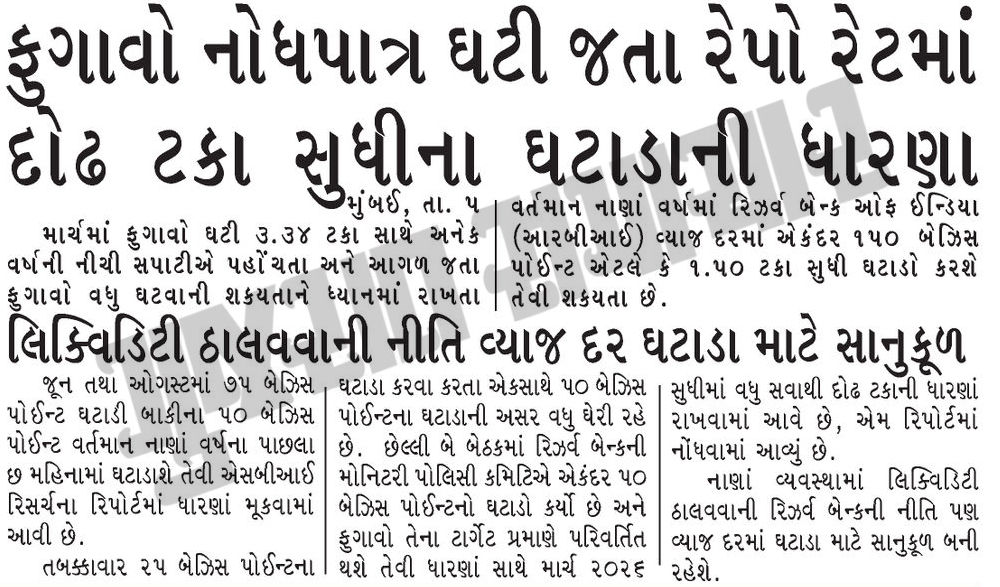 ફુગાવો નોધપાત્ર ઘટી જતા રેપો રેટમાં
દોઢ ટકા સુધીના ઘટાડાની ધારણા
મુંબઈ, તા. ૫
માર્ચમાં ફુગાવો ઘટી ૩.૩૪ ટકા સાથે અનેક
વર્ષની નીચી સપાટીએ પહોંચતા અને આગળ જતા
ફુગાવો વધુ ઘટવાની શકયતાને ધ્યાનમાં રાખતા
વર્તમાન નાણાં વર્ષમાં રિઝર્વ બેન્ક ઓફ ઈન્ડિયા
(આરબીઆઈ) વ્યાજ દરમાં એકંદર ૧૫૦ બેઝિસ
પોઈન્ટ એટલે કે ૧.૫૦ ટકા સુધી ઘટાડો કરશે
તેવી શકયતા છે.
લિક્વિડિટી ઠાલવવાની નીતિ વ્યાજ દર ઘટાડા માટે સાનુકૂળ
જૂન તથા ઓગસ્ટમાં ૭૫ બેઝિસ
પોઈન્ટ ઘટાડી બાકીના ૫૦ બેઝિસ
પોઈન્ટ વર્તમાન નાણાં વર્ષના પાછલા
છ મહિનામાં ઘટાડાશે તેવી એસબીઆઈ
રિસર્ચના રિપોર્ટમાં ધારણાં મૂકવામાં
આવી છે.
તબક્કાવાર ૨૫ બેઝિસ પોઈન્ટના
ઘટાડા કરવા કરતા એકસાથે ૫૦ બેઝિસ
પોઈન્ટના ઘટાડાની અસર વધુ ઘેરી રહે
છે. છેલ્લી બે બેઠકમાં રિઝર્વ બેન્કની
મોનિટરી પોલિસી કમિટિએ એકંદર ૫૦
બેઝિસ પોઈન્ટનો ઘટાડો કર્યો છે અને
ફુગાવો તેના ટાર્ગેટ પ્રમાણે પરિવર્તિત
થશે તેવી ધારણાં સાથે માર્ચ ૨૦૨૬
સુધીમાં વધુ સવાથી દોઢ ટકાની ધારણાં
રાખવામાં આવે છે, એમ રિપોર્ટમાં
નોંધવામાં આવ્યું છે.
નાણાં વ્યવસ્થામાં લિક્વિડિટી
ઠાલવવાની રિઝર્વ બેન્કની નીતિ પણ
વ્યાજ દરમાં ઘટાડા માટે સાનુકૂળ બની
રહેશે.
ગુજરાત સમાચાર